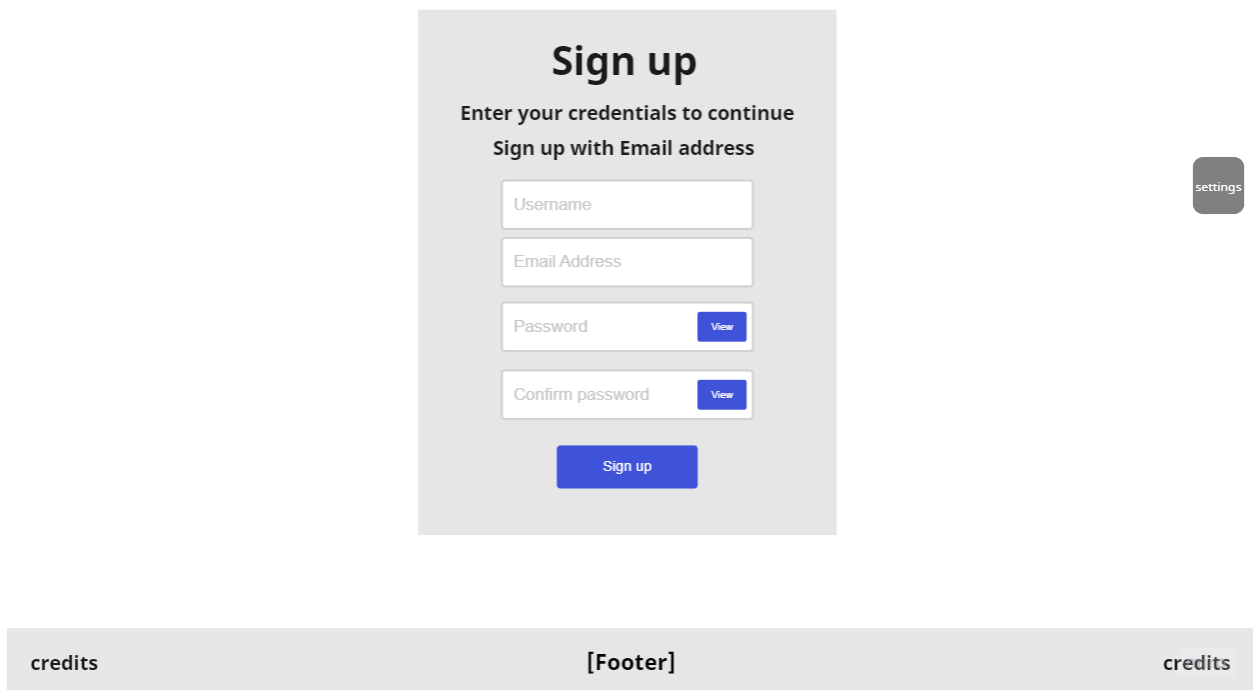 Sign up
Enter your credentials to continue
Sign up with Email address
Username
Email Address
Password
View
Confirm password
View
Sign up
settings
credits
[Footer]
credits